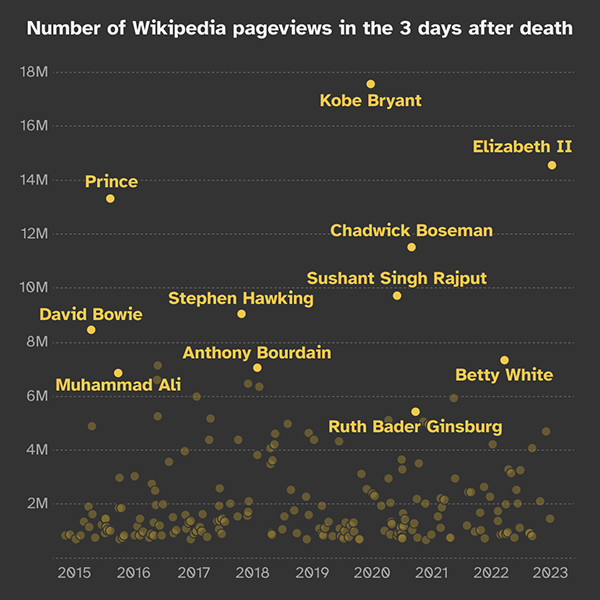 Number of Wikipedia pageviews in the 3 days after death
18M
Kobe Bryant
16M
Elizabeth II
14M
Prince
12M
Chadwick Boseman
10M
Sushant Singh Rajput
Stephen Hawking
David Bowie
8M
Anthony Bourdain
Betty White
Muhammad Ali
6M
Ruth Bader Ginsburg
4M
2M
2015 2016 2017 2018 2019 2020 2021 2022 2023